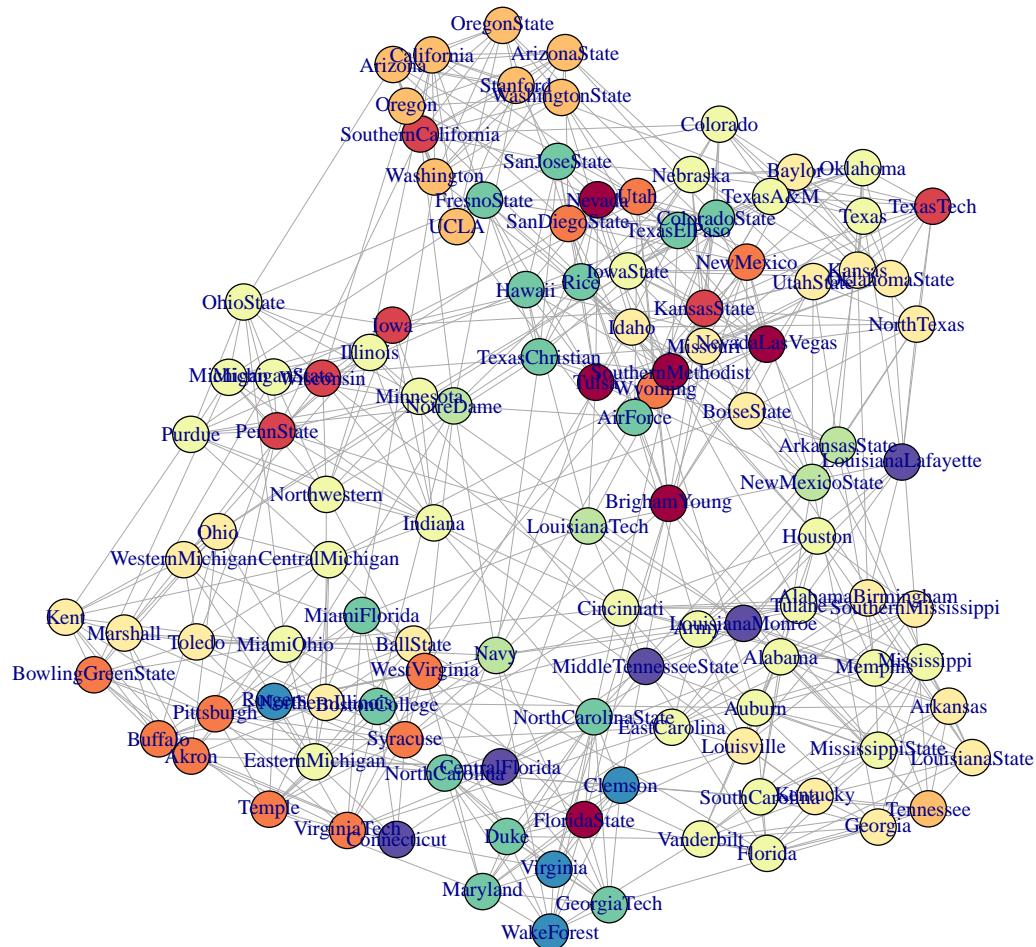 OregonState
California
ArizonaState
Arizona
Stanford
WashingtonState
Oregon
SouthernCalifornia
Colorado
SanJoseState
Washington
Nebraska
Baylor
Oklahoma
TexasA&M
FresnoState
Nevada
Utah
TexasTech
UCLA
SanDiegoState
ColoradoState
TexasElPaso
Texas
NewMexico
IowaState
Hawaii
Rice
UtahState
Kansas
OklahomaState
OhioState
Iowa
KansasState
NorthTexas
Idaho
Illinois
TexasChristian
Missouri
NevadaLasVegas
Michigan
MichiganState
Wisconsin
Minnesota
NotreDame
Tulsa
SouthernMethodist
Wyoming
AirForce
BoiseState
Purdue
PennState
ArkansasState
LouisianaLafayette
NewMexicoState
Northwestern
BrighamYoung
Indiana
LouisianaTech
Houston
Ohio
WesternMichigan
CentralMichigan
Kent
MiamiFlorida
Cincinnati
AlabamaBirmingham
Tulane
SouthernMississippi
LouisianaMonroe
Army
Marshall
Toledo
MiamiOhio
BallState
Navy
MiddleTennesseeState
Alabama
Memphis
Mississippi
BowlingGreenState
WestVirginia
Rutgers
NorthernIllinois
BostonCollege
Pittsburgh
NorthCarolinaState
EastCarolina
Auburn
Arkansas
Buffalo
Akron
Syracuse
Louisville
MississippiState
LouisianaState
EasternMichigan
NorthCarolina
CentralFlorida
Clemson
SouthCarolina
Kentucky
Tennessee
Temple
VirginiaTech
Connecticut
Duke
FloridaState
Vanderbilt
Georgia
Florida
Virginia
Maryland
GeorgiaTech
WakeForest